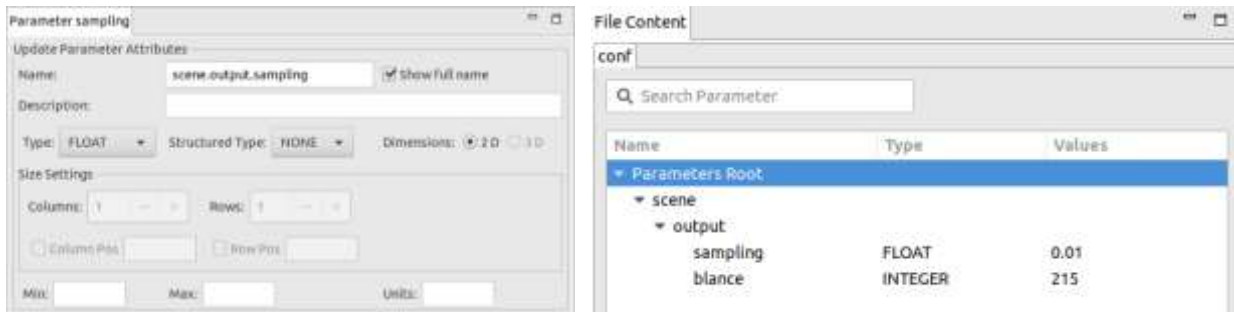 Parameter sampling
Update Parameter Attributes
Name: scene.output.sampling Show Full name
Description:
Type: FLOAT Structured Type: NONE Dimensions: 2 D 3 D
Size Settings
Columns: 1 Rows: 1
Column Pos Row Pos
Min: Max: Units:
File Content
conf
Search Parameter
Name Type Values
Parameters Root
scene
output
sampling FLOAT 0.01
blance INTEGER 215